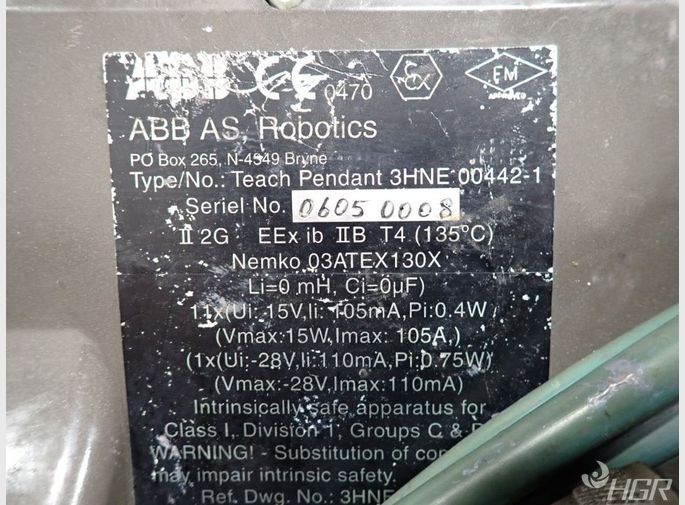 ABB CE 0470 Ex FM
APPROVED
ABB AS, Robotics
PO Box 265, N-4349 Bryne
Type/No.: Teach Pendant 3HNE 00442-1
Seriel No. 0605 0008
II 2G EEx ib IIB T4 (135°C)
Nemko 03ATEX130X
Li=0 mH, Ci=0µF)
11x(Ui:-15V,Ii: 105mA,Pi:0.4W
(Vmax:15W,Imax: 105A,)
(1x(Ui:-28V,Ii:110mA,Pi:0.75W)
(Vmax:-28V,Imax:110mA)
Intrinsically safe apparatus for
Class I, Division 1, Groups C &
WARNING! - Substitution of
may impair intrinsic safety.
Ref. Dwg. No.: 3HNE
HGR